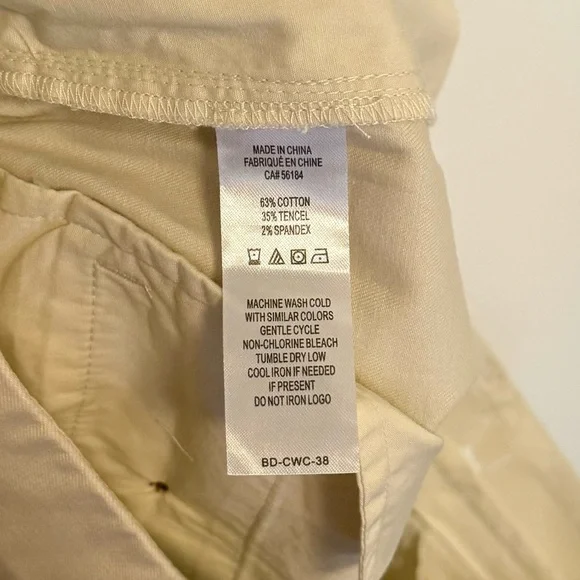 MADE IN CHINA
FABRIQUÉ EN CHINE
CA# 56184
63% COTTON
35% TENCEL
2% SPANDEX
MACHINE WASH COLD
WITH SIMILAR COLORS
GENTLE CYCLE
NON-CHLORINE BLEACH
TUMBLE DRY LOW
COOL IRON IF NEEDED
IF PRESENT
DO NOT IRON LOGO
BD-CWC-38